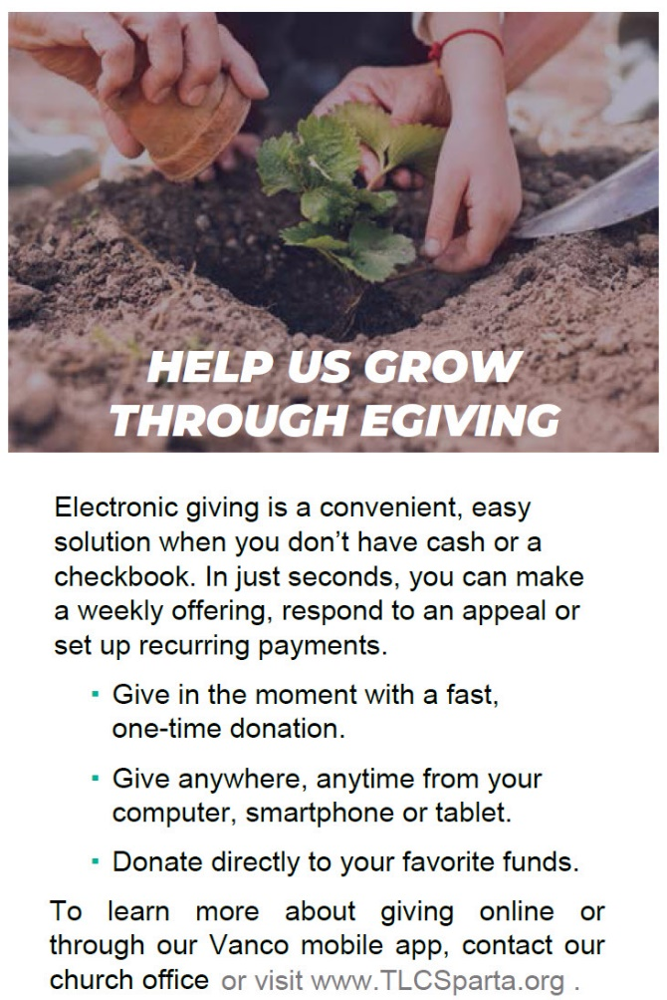 HELP US GROW
THROUGH EGIVING
Electronic giving is a convenient, easy
solution when you don’t have cash or a
checkbook. In just seconds, you can make
a weekly offering, respond to an appeal or
set up recurring payments.
▪ Give in the moment with a fast,
one-time donation.
▪ Give anywhere, anytime from your
computer, smartphone or tablet.
▪ Donate directly to your favorite funds.
To learn more about giving online or
through our Vanco mobile app, contact our
church office or visit www.TLCSparta.org .